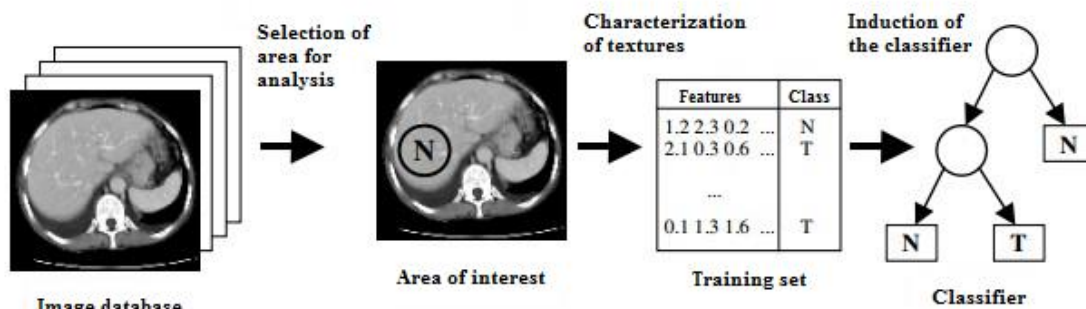 Selection of
area for
analysis
Characterization
of textures
Induction of
the classifier
N
Features Class
1.2 2.3 0.2 ... N
2.1 0.3 0.6 ... T
...
0.1 1.3 1.6 ... T
N
N T
Image database
Area of interest
Training set
Classifier